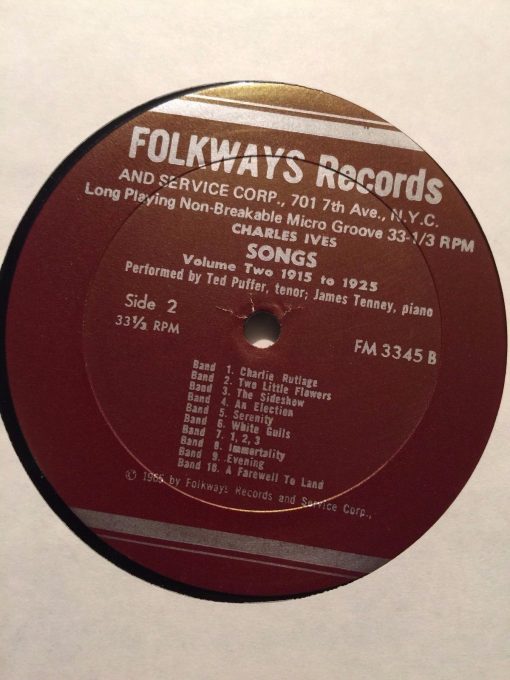 FOLKWAYS Records
AND SERVICE CORP., 701 7th Ave., N.Y.C.
Long Playing Non-Breakable Micro Groove 33-1/3 RPM
CHARLES IVES
SONGS
Volume Two 1915 to 1925
Performed by Ted Puffer, tenor; James Tenney, piano
Side 2
33⅓ RPM
FM 3345 B
Band 1. Charlie Rutlage
Band 2. Two Little Flowers
Band 3. The Sideshow
Band 4. An Election
Band 5. Serenity
Band 6. White Gulls
Band 7. 1, 2, 3
Band 8. Immortality
Band 9. Evening
Band 10. A Farewell To Land
℗ 1965 by Folkways Records and Service Corp.,